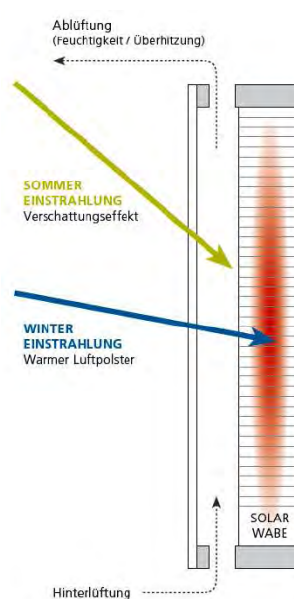 Ablüftung
(Feuchtigkeit / Überhitzung)
SOMMER
EINSTRAHLUNG
Verschattungseffekt
WINTER
EINSTRAHLUNG
Warmer Luftpolster
SOLAR
WABE
Hinterlüftung